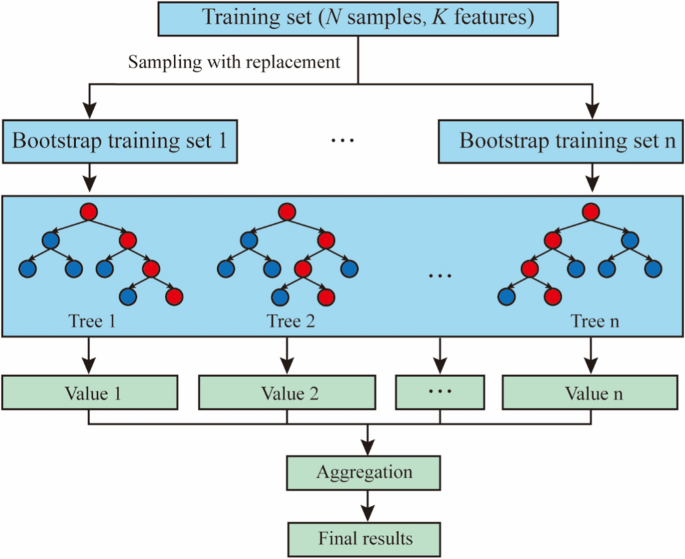 Training set (N samples, K features)
Sampling with replacement
Bootstrap training set 1
...
Bootstrap training set n
...
Tree 1
Tree 2
Tree n
Value 1
Value 2
...
Value n
Aggregation
Final results